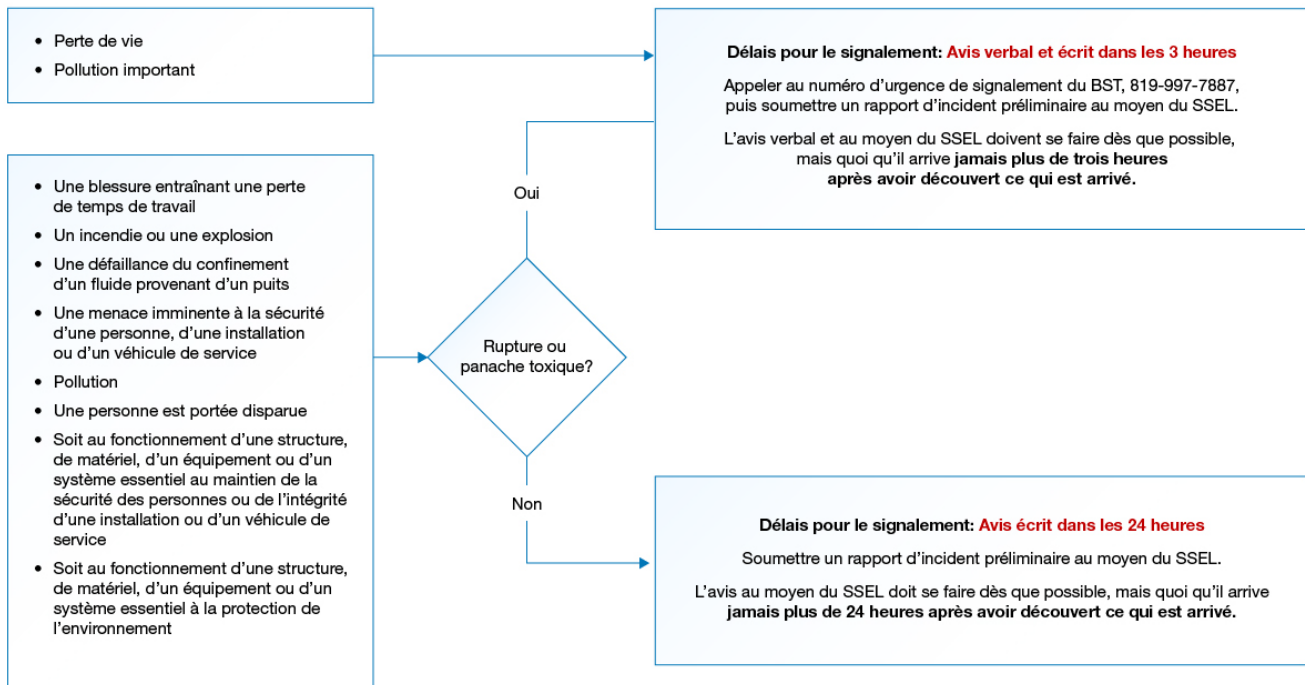 • Perte de vie
• Pollution important
Délais pour le signalement: Avis verbal et écrit dans les 3 heures
Appeler au numéro d’urgence de signalement du BST, 819-997-7887,
puis soumettre un rapport d’incident préliminaire au moyen du SSEL.
L’avis verbal et au moyen du SSEL doivent se faire dès que possible,
mais quoi qu’il arrive jamais plus de trois heures
après avoir découvert ce qui est arrivé.
• Une blessure entraînant une perte
de temps de travail
• Un incendie ou une explosion
• Une défaillance du confinement
d’un fluide provenant d’un puits
• Une menace imminente à la sécurité
d’une personne, d’une installation
ou d’un véhicule de service
• Pollution
• Une personne est portée disparue
• Soit au fonctionnement d’une structure,
de matériel, d’un équipement ou d’un
système essentiel au maintien de la
sécurité des personnes ou de l’intégrité
d’une installation ou d’un véhicule de
service
• Soit au fonctionnement d’une structure,
de matériel, d’un équipement ou d’un
système essentiel à la protection de
l’environnement
Oui
Rupture ou
panache toxique?
Non
Délais pour le signalement: Avis écrit dans les 24 heures
Soumettre un rapport d’incident préliminaire au moyen du SSEL.
L’avis au moyen du SSEL doit se faire dès que possible, mais quoi qu’il arrive
jamais plus de 24 heures après avoir découvert ce qui est arrivé.